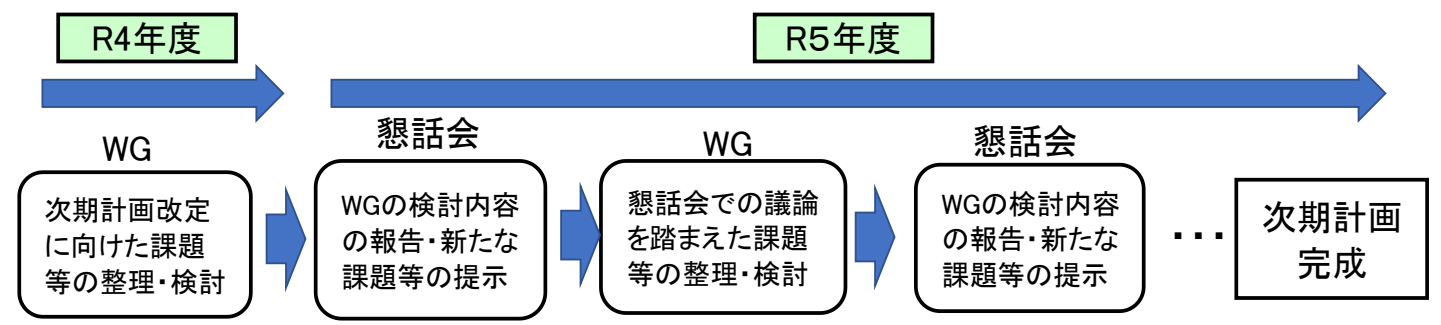 R4年度
R5年度
WG
次期計画改定
に向けた課題
等の整理・検討
懇話会
WGの検討内容
の報告・新たな
課題等の提示
WG
懇話会での議論
を踏まえた課題
等の整理・検討
懇話会
WGの検討内容
の報告・新たな
課題等の提示
・・・
次期計画
完成